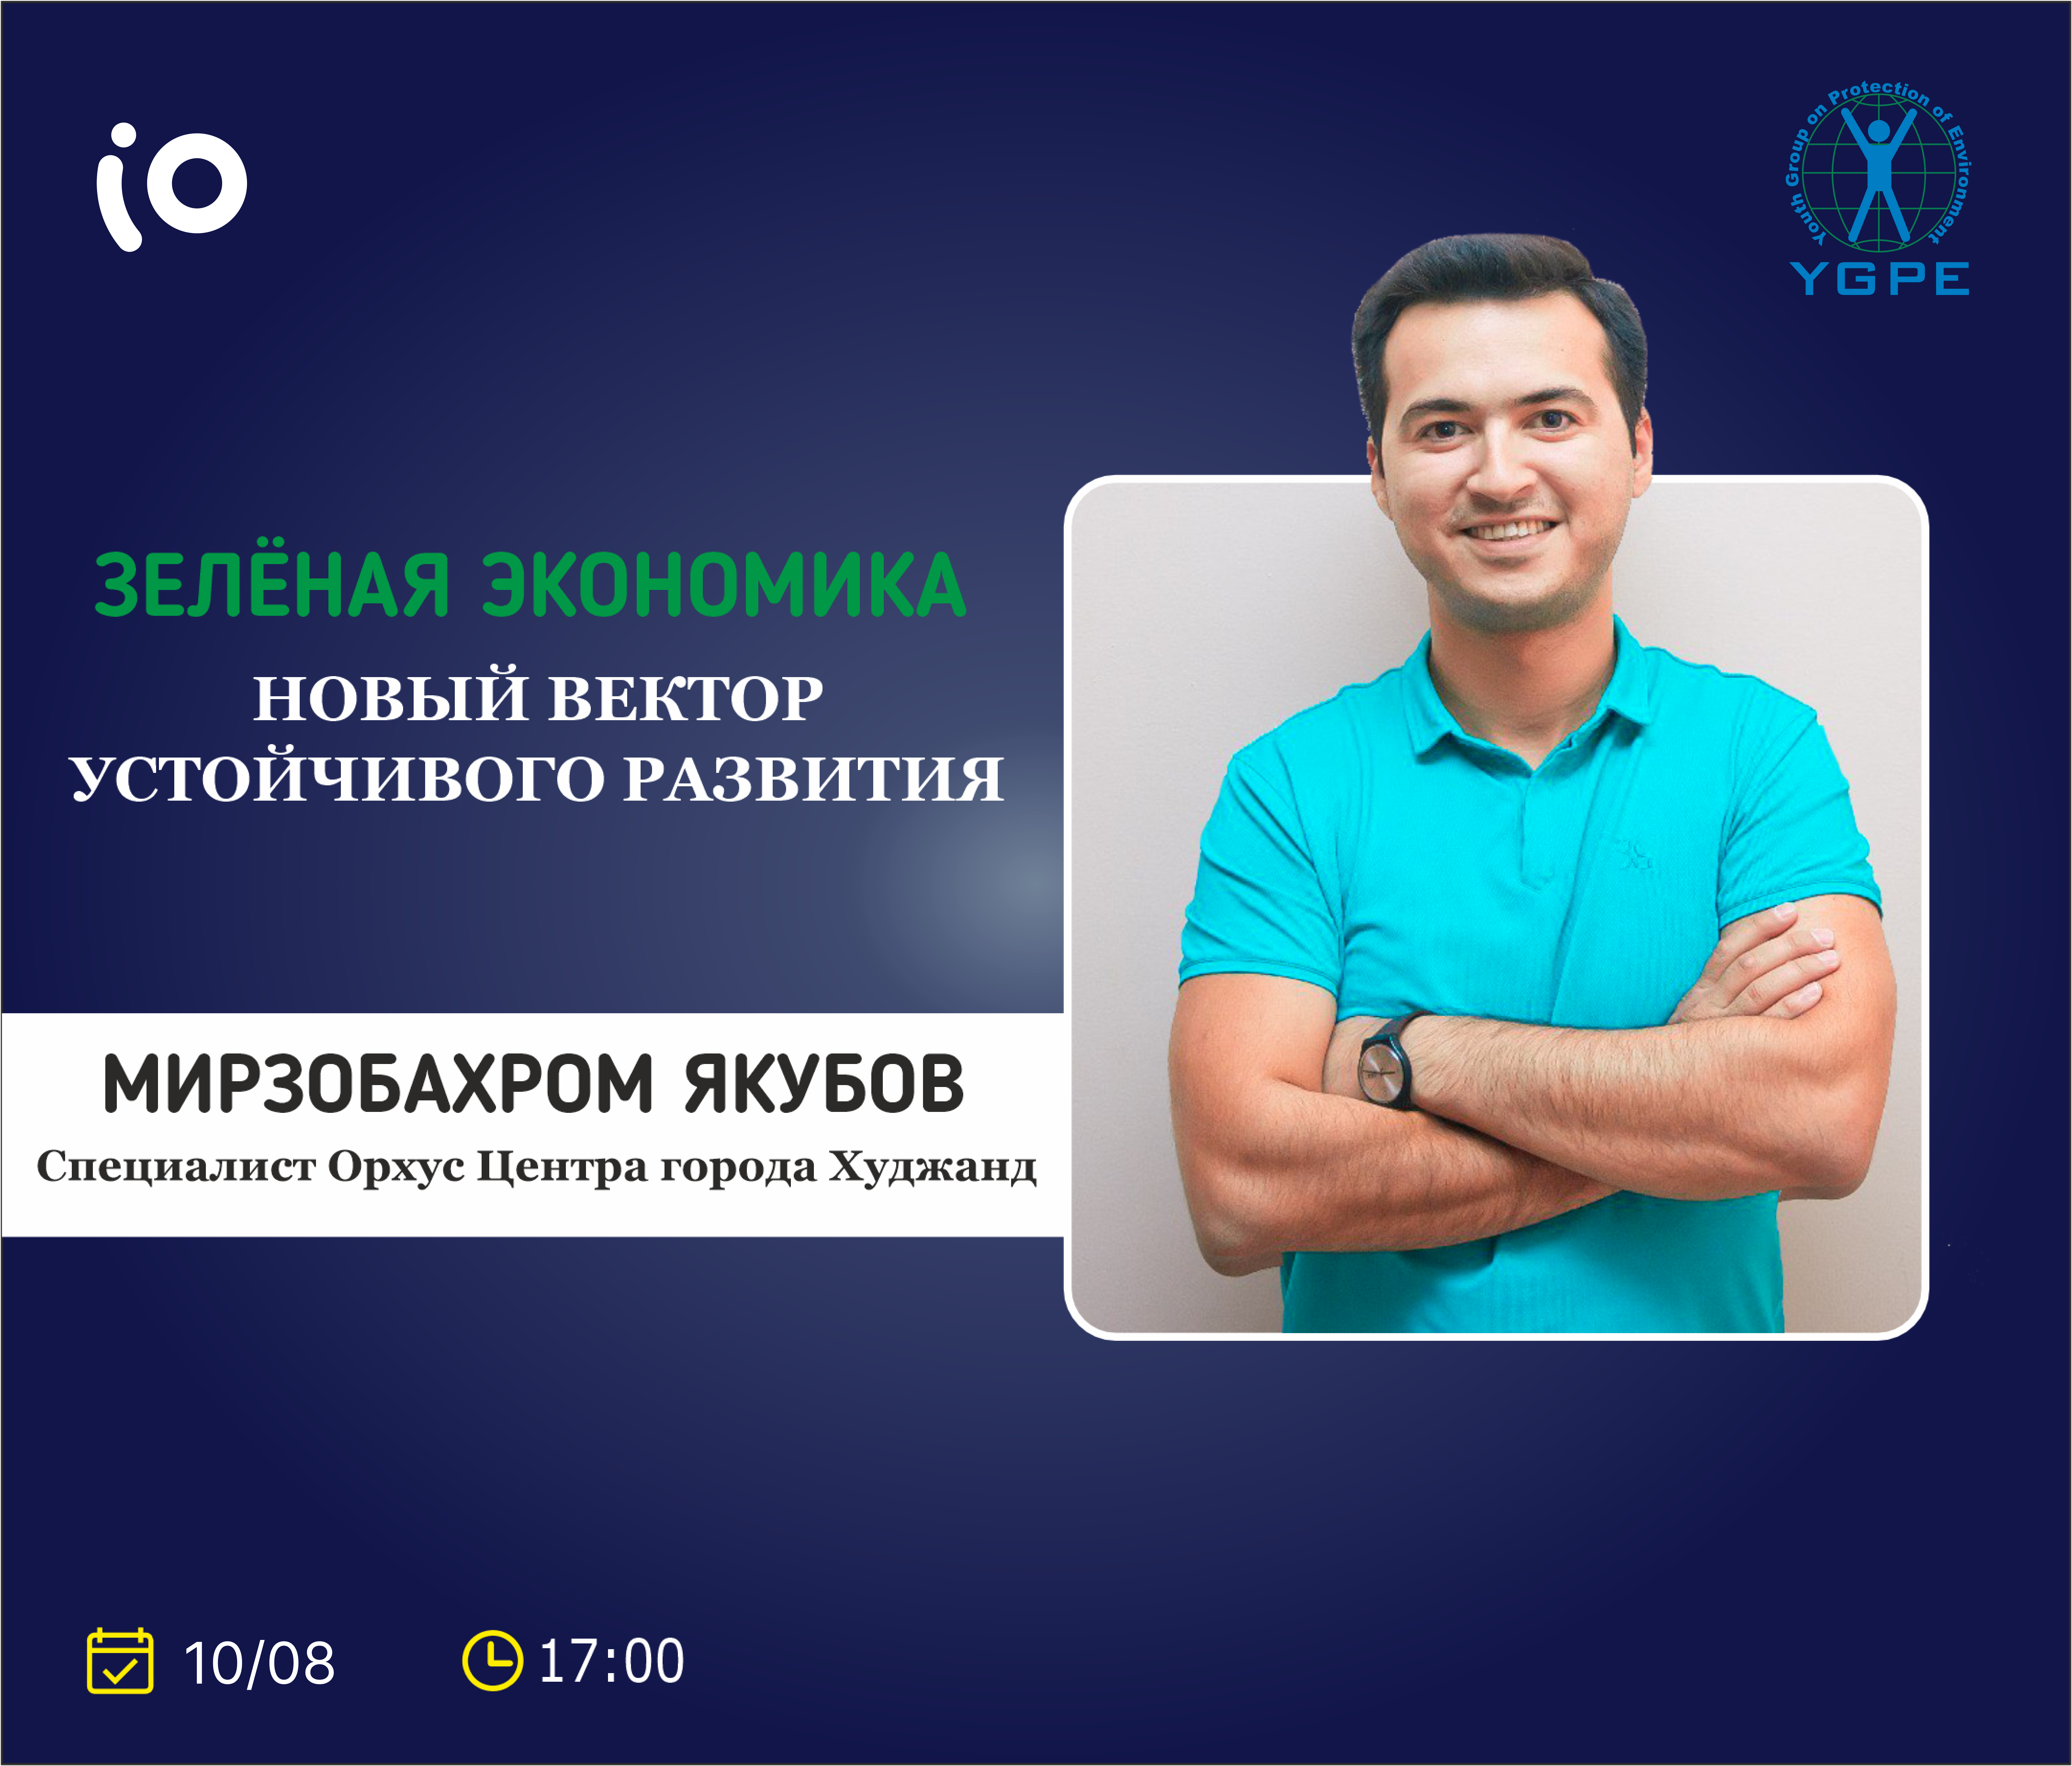 iO
Youth Group on Protection of Environment
YGPE
ЗЕЛЁНАЯ ЭКОНОМИКА
НОВЫЙ ВЕКТОР
УСТОЙЧИВОГО РАЗВИТИЯ
МИРЗОБАХРОМ ЯКУБОВ
Специалист Орхус Центра города Худжанд
10/08
17:00